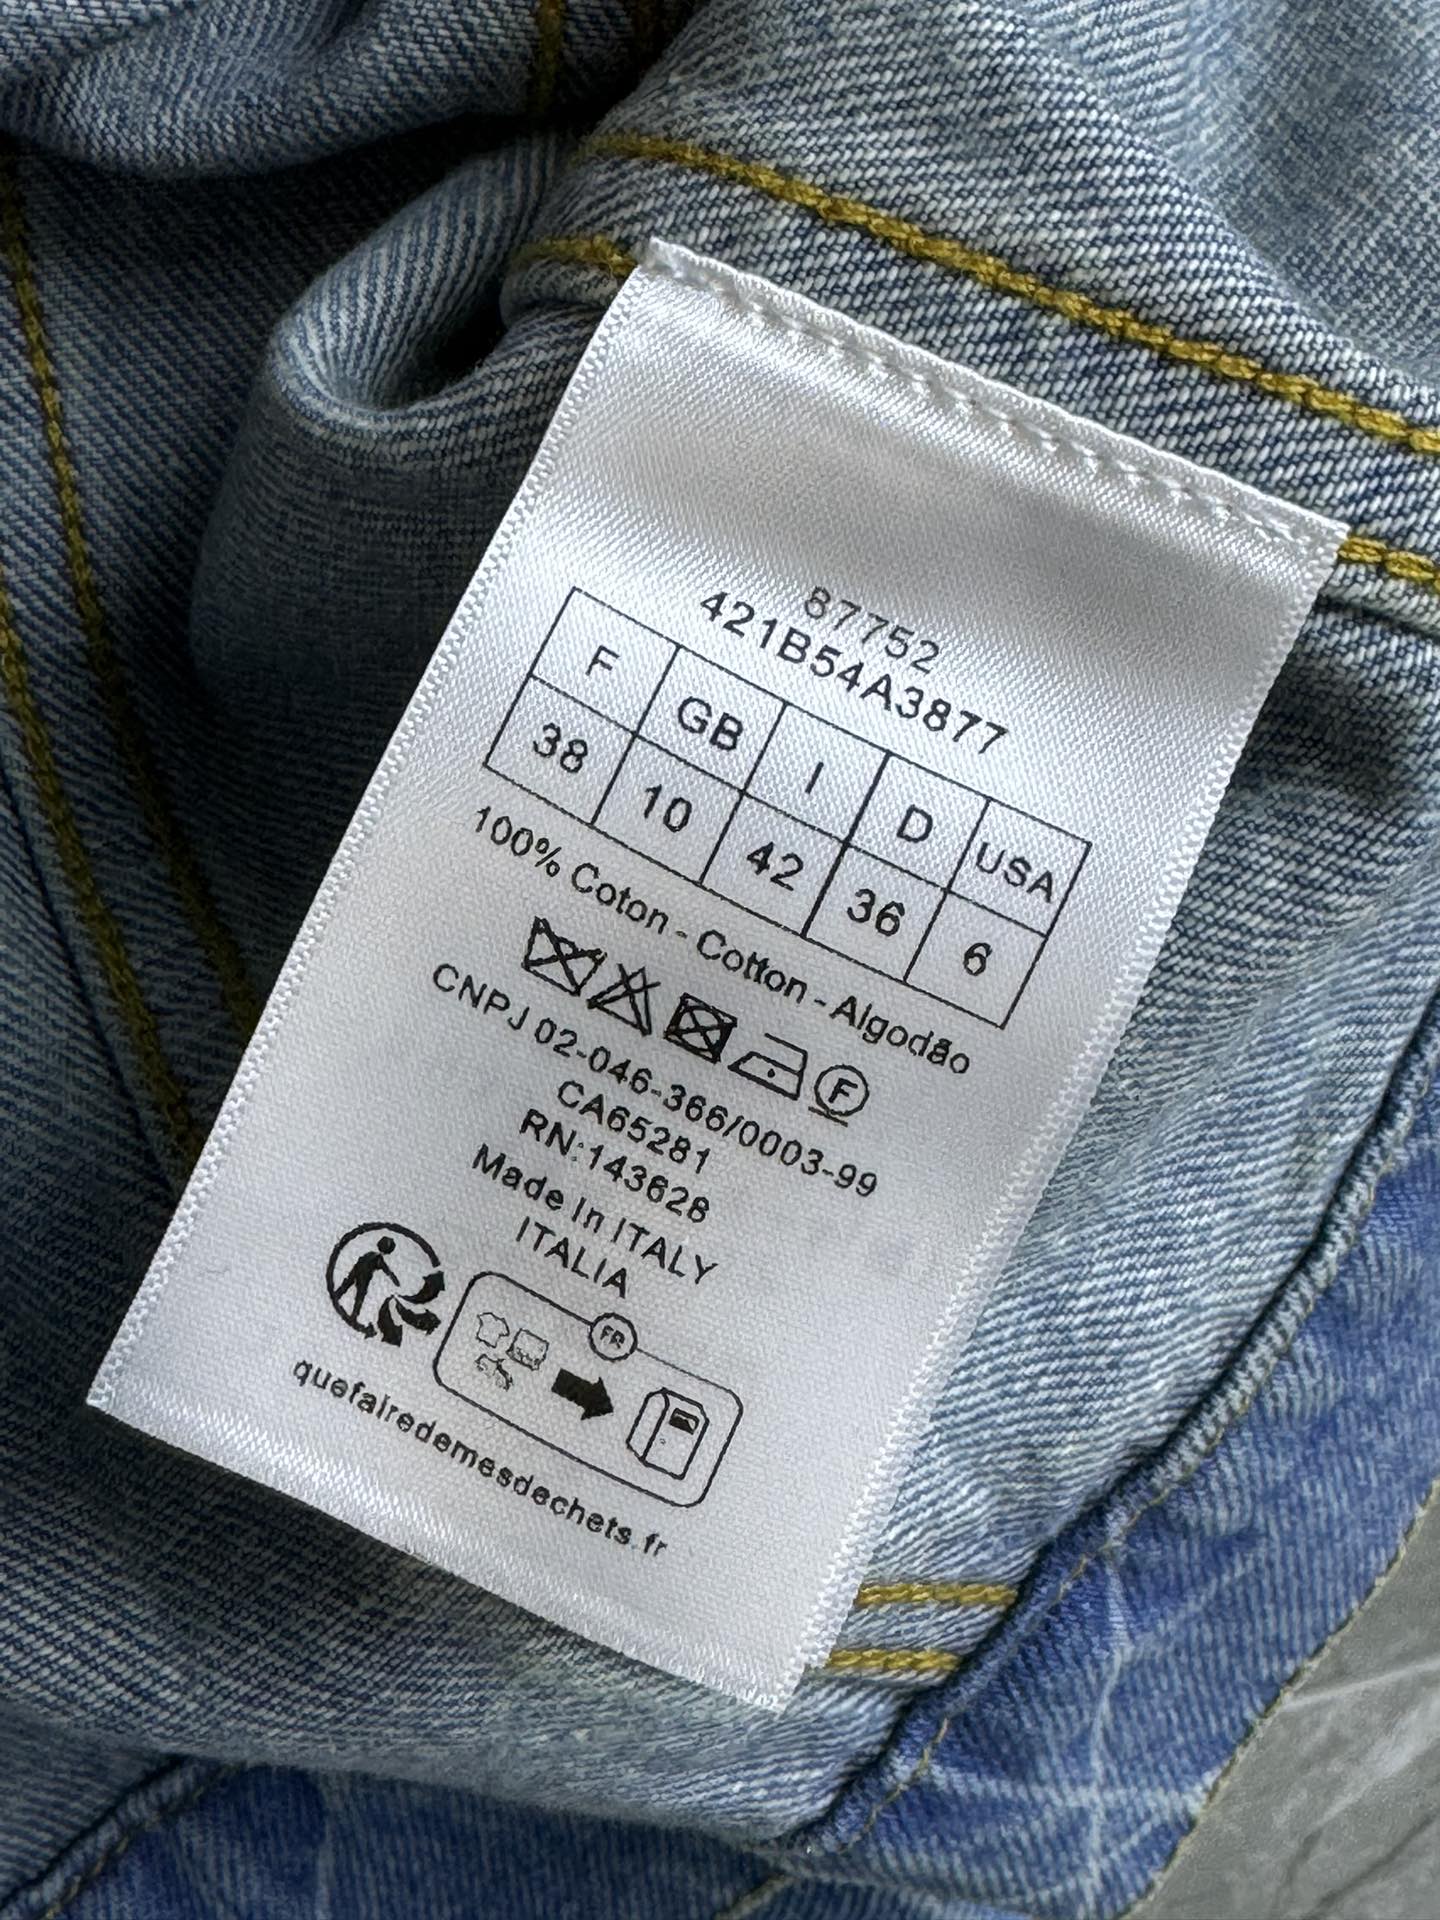 87752
421B54A3877
F GB I D USA
38 10 42 36 6
100% Coton - Cotton - Algodão
F
CNPJ 02-046-366/0003-99
CA65281
RN:143628
Made In ITALY
ITALIA
FR
quefairedemesdechets.fr